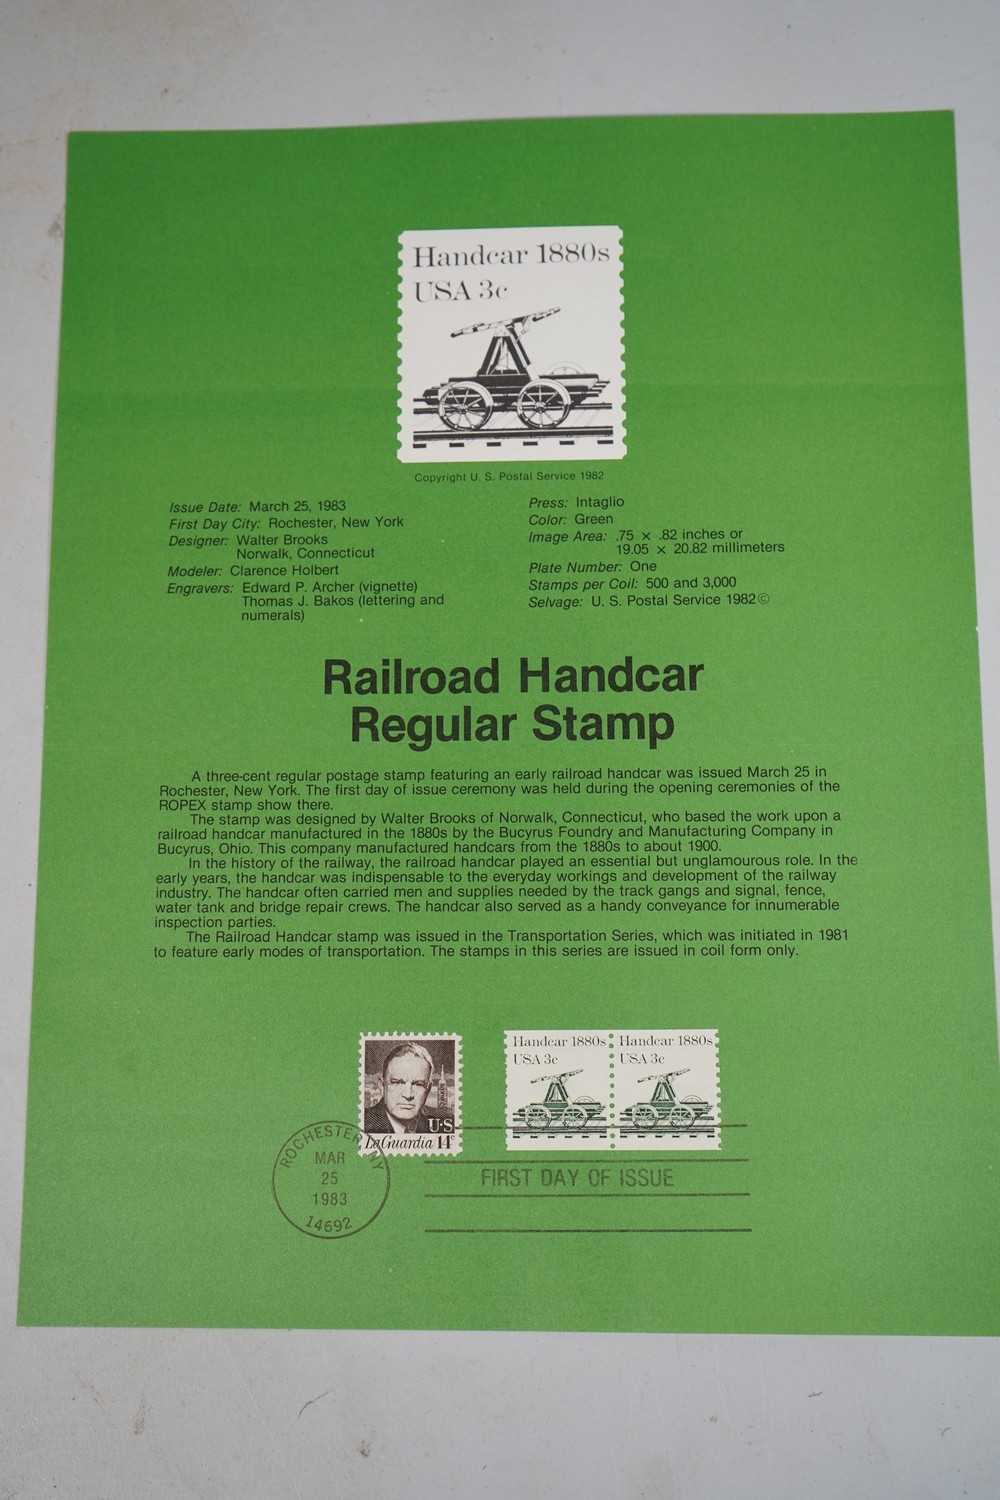 Handcar 1880s
USA 3c
Copyright U. S. Postal Service 1982
Issue Date: March 25, 1983
First Day City: Rochester, New York
Designer: Walter Brooks
Norwalk, Connecticut
Modeler: Clarence Holbert
Engravers: Edward P. Archer (vignette)
Thomas J. Bakos (lettering and
numerals)
Press: Intaglio
Color: Green
Image Area: .75 × .82 inches or
19.05 × 20.82 millimeters
Plate Number: One
Stamps per Coil: 500 and 3,000
Selvage: U. S. Postal Service 1982©
Railroad Handcar
Regular Stamp
A three-cent regular postage stamp featuring an early railroad handcar was issued March 25 in
Rochester, New York. The first day of issue ceremony was held during the opening ceremonies of the
ROPEX stamp show there.
The stamp was designed by Walter Brooks of Norwalk, Connecticut, who based the work upon a
railroad handcar manufactured in the 1880s by the Bucyrus Foundry and Manufacturing Company in
Bucyrus, Ohio. This company manufactured handcars from the 1880s to about 1900.
In the history of the railway, the railroad handcar played an essential but unglamourous role. In the
early years, the handcar was indispensable to the everyday workings and development of the railway
industry. The handcar often carried men and supplies needed by the track gangs and signal, fence,
water tank and bridge repair crews. The handcar also served as a handy conveyance for innumerable
inspection parties.
The Railroad Handcar stamp was issued in the Transportation Series, which was initiated in 1981
to feature early modes of transportation. The stamps in this series are issued in coil form only.
U·S
LaGuardia 14c
Handcar 1880s
USA 3c
Handcar 1880s
USA 3c
ROCHESTER NY
MAR
25
1983
14692
FIRST DAY OF ISSUE